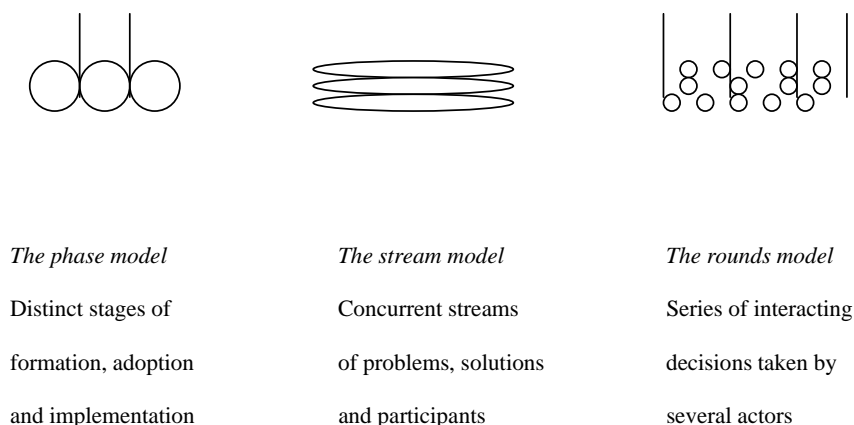 The phase model
Distinct stages of
formation, adoption
and implementation
The stream model
Concurrent streams
of problems, solutions
and participants
The rounds model
Series of interacting
decisions taken by
several actors